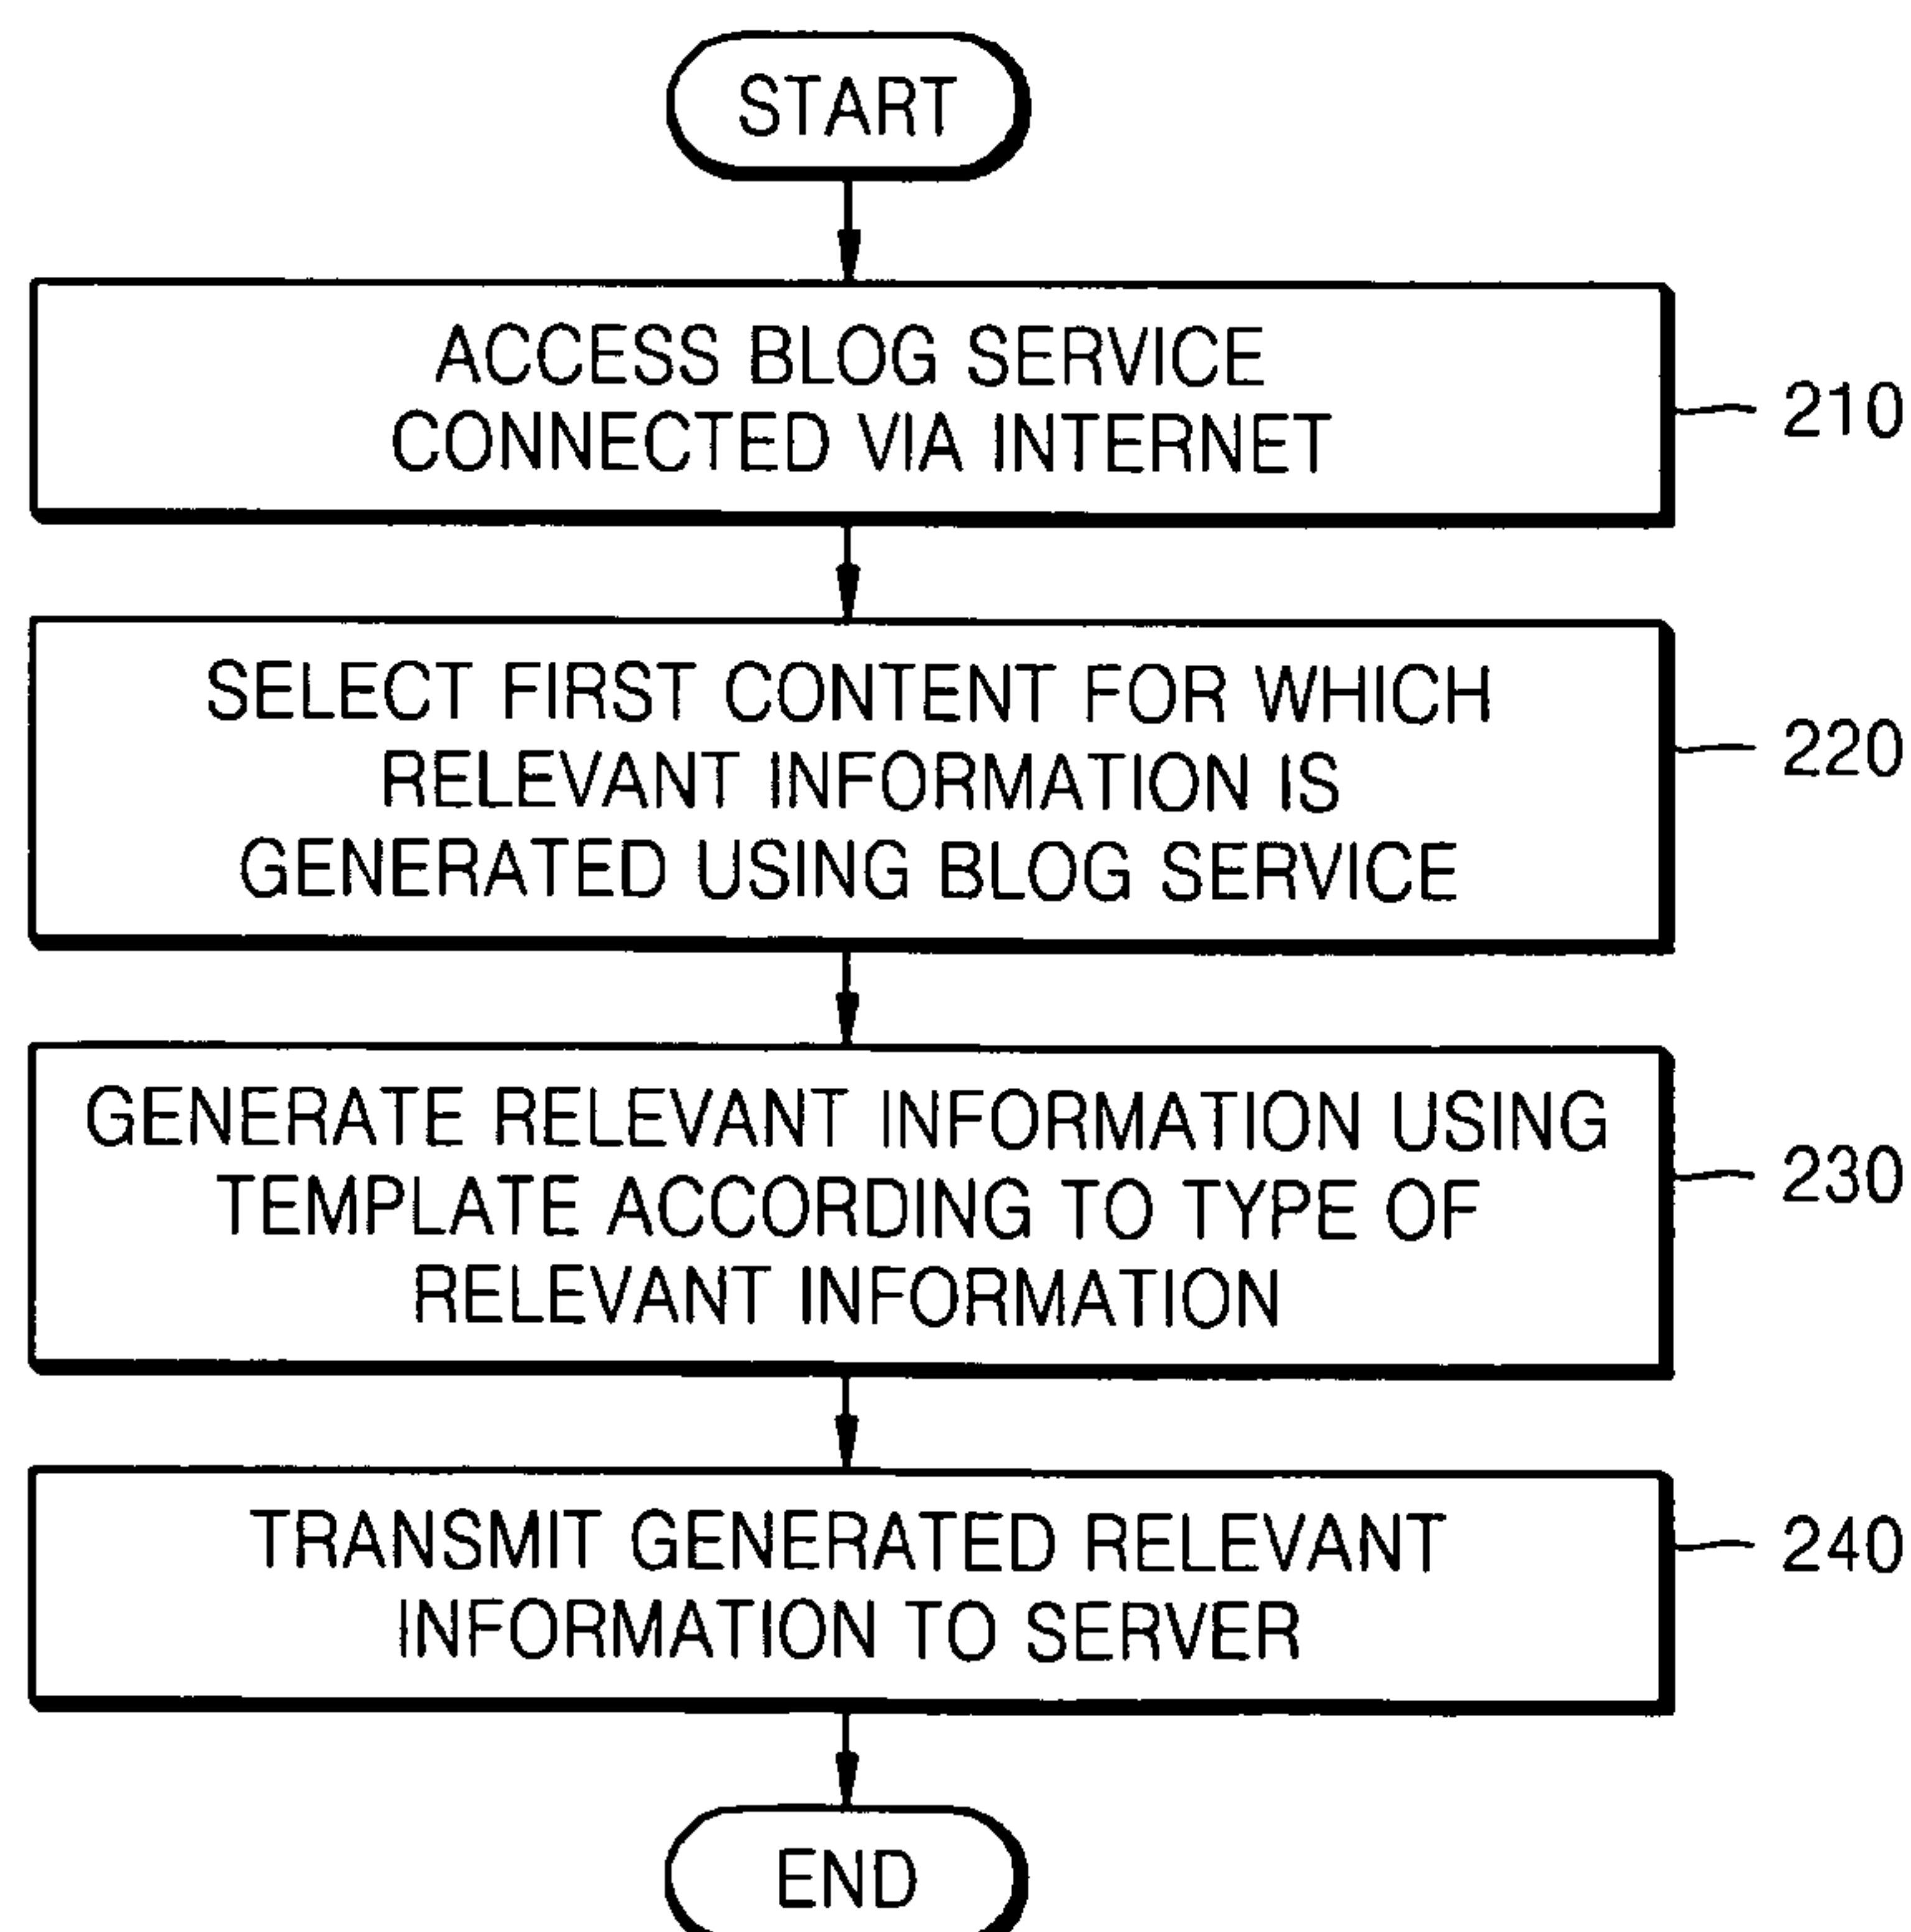 START
ACCESS BLOG SERVICE
CONNECTED VIA INTERNET
210
SELECT FIRST CONTENT FOR WHICH
RELEVANT INFORMATION IS
GENERATED USING BLOG SERVICE
220
GENERATE RELEVANT INFORMATION USING
TEMPLATE ACCORDING TO TYPE OF
RELEVANT INFORMATION
230
TRANSMIT GENERATED RELEVANT
INFORMATION TO SERVER
240
END